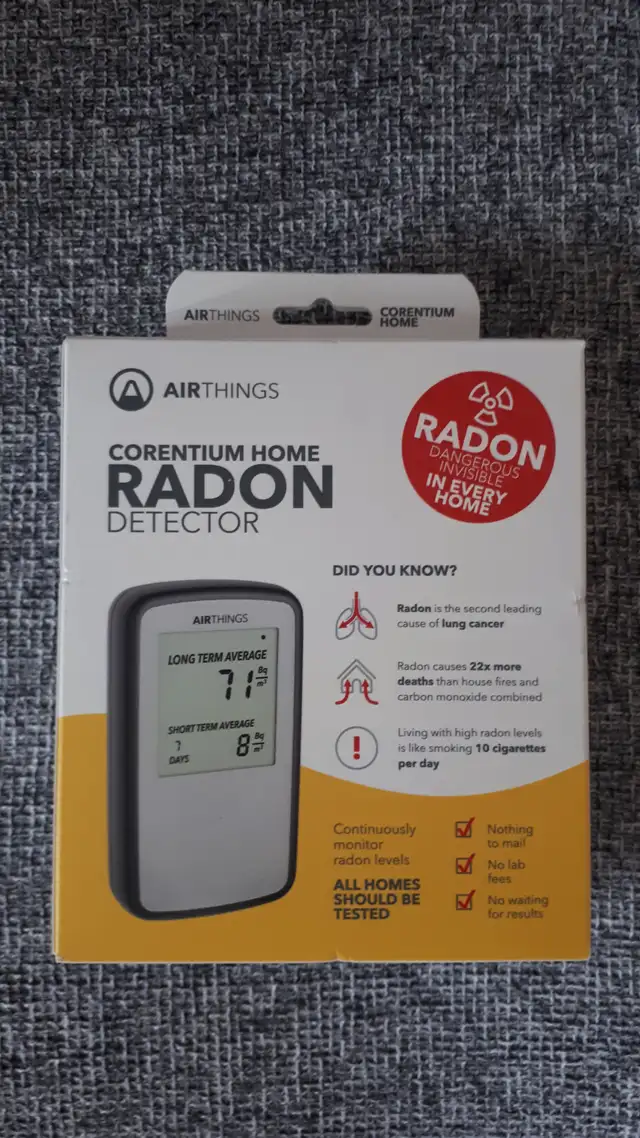 AIRTHINGS
CORENTIUM
HOME
AIRTHINGS
CORENTIUM HOME
RADON
DETECTOR
RADON
DANGEROUS
INVISIBLE
IN EVERY
HOME
DID YOU KNOW?
Radon is the second leading
cause of lung cancer
Radon causes 22x more
deaths than house fires and
carbon monoxide combined
Living with high radon levels
is like smoking 10 cigarettes
per day
AIRTHINGS
LONG TERM AVERAGE
71 Bq/m³
SHORT TERM AVERAGE
7
DAYS
8 Bq/m³
Continuously
monitor
radon levels
ALL HOMES
SHOULD BE
TESTED
Nothing
to mail
No lab
fees
No waiting
for results